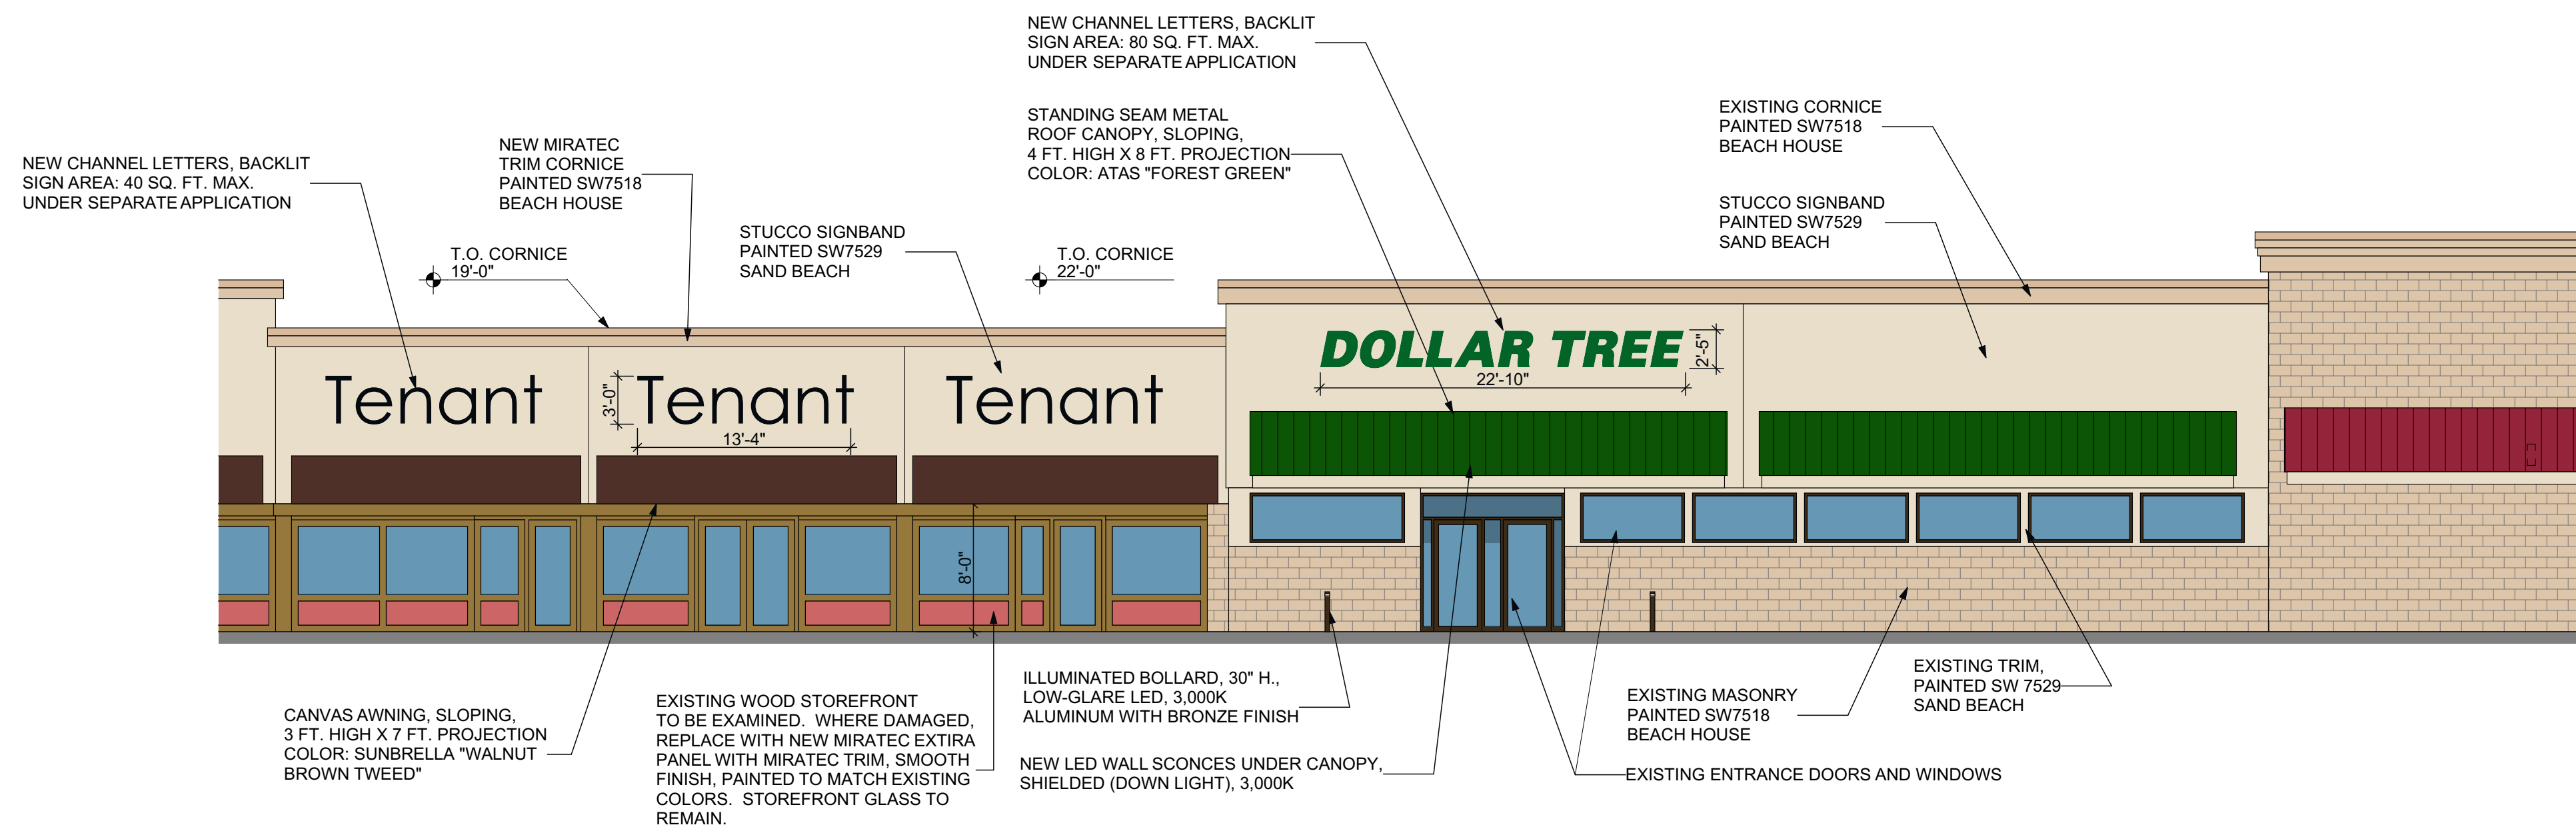 NEW CHANNEL LETTERS, BACKLIT
SIGN AREA: 80 SQ. FT. MAX.
UNDER SEPARATE APPLICATION
STANDING SEAM METAL
ROOF CANOPY, SLOPING,
4 FT. HIGH X 8 FT. PROJECTION
COLOR: ATAS "FOREST GREEN"
EXISTING CORNICE
PAINTED SW7518
BEACH HOUSE
NEW MIRATEC
TRIM CORNICE
PAINTED SW7518
BEACH HOUSE
NEW CHANNEL LETTERS, BACKLIT
SIGN AREA: 40 SQ. FT. MAX.
UNDER SEPARATE APPLICATION
STUCCO SIGNBAND
PAINTED SW7529
SAND BEACH
STUCCO SIGNBAND
PAINTED SW7529
SAND BEACH
T.O. CORNICE
19'-0"
T.O. CORNICE
22'-0"
DOLLAR TREE
2'-5"
22'-10"
Tenant
3'-0"
Tenant
13'-4"
Tenant
8'-0"
CANVAS AWNING, SLOPING,
3 FT. HIGH X 7 FT. PROJECTION
COLOR: SUNBRELLA "WALNUT
BROWN TWEED"
EXISTING WOOD STOREFRONT
TO BE EXAMINED. WHERE DAMAGED,
REPLACE WITH NEW MIRATEC EXTIRA
PANEL WITH MIRATEC TRIM, SMOOTH
FINISH, PAINTED TO MATCH EXISTING
COLORS. STOREFRONT GLASS TO
REMAIN.
ILLUMINATED BOLLARD, 30" H.,
LOW-GLARE LED, 3,000K
ALUMINUM WITH BRONZE FINISH
NEW LED WALL SCONCES UNDER CANOPY,
SHIELDED (DOWN LIGHT), 3,000K
EXISTING MASONRY
PAINTED SW7518
BEACH HOUSE
EXISTING TRIM,
PAINTED SW 7529
SAND BEACH
EXISTING ENTRANCE DOORS AND WINDOWS